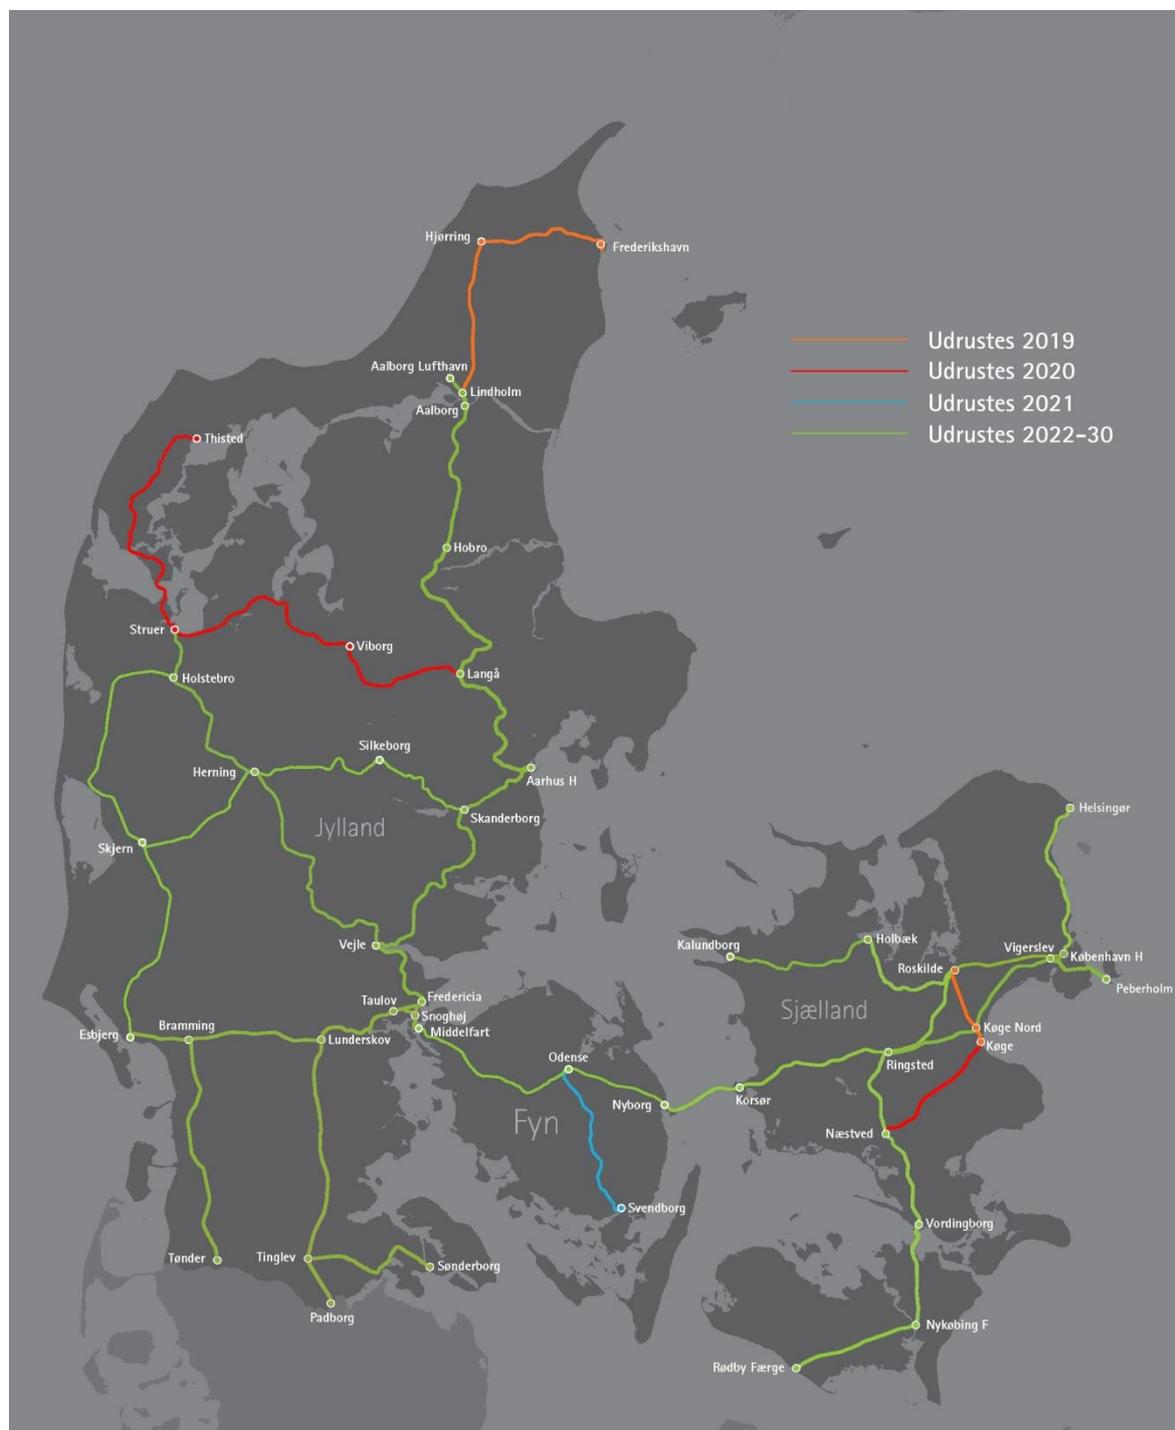 Hjørring
Frederikshavn
Udrustes 2019
Aalborg Lufthavn
Udrustes 2020
Lindholm
Aalborg
Udrustes 2021
Udrustes 2022-30
Thisted
Hobro
Struer
Viborg
Holstebro
Langå
Silkeborg
Herning
Aarhus H
Helsingør
Skanderborg
Jylland
Skjern
Vejle
Kalundborg
Holbæk
Vigerslev
København H
Roskilde
Peberholm
Taulov
Fredericia
Snoghøj
Sjælland
Esbjerg
Bramming
Middelfart
Køge Nord
Lunderskov
Køge
Odense
Ringsted
Nyborg
Korsør
Fyn
Næstved
Svendborg
Vordingborg
Tønder
Tinglev
Sønderborg
Padborg
Nykøbing F
Rødby Færge